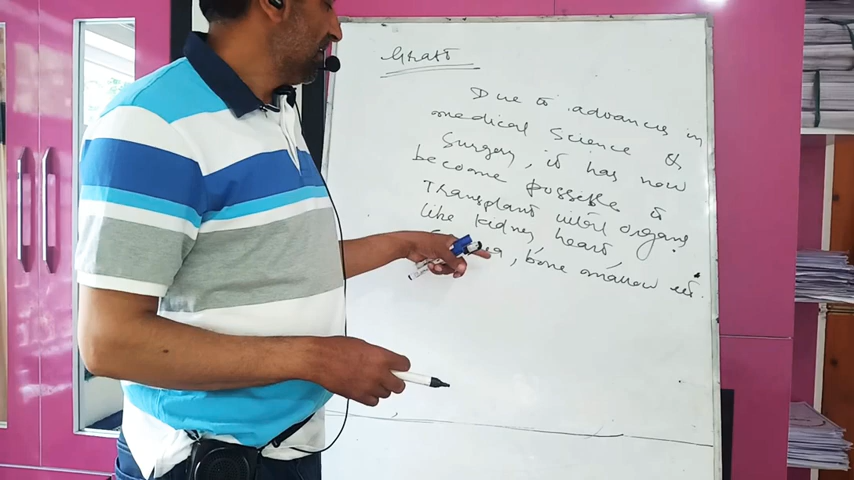 Graft
Due to advances in
medical Science &
Surgery, it has now
become possible to
Transplant vital organs
like kidney, heart,
, bone marrow etc.